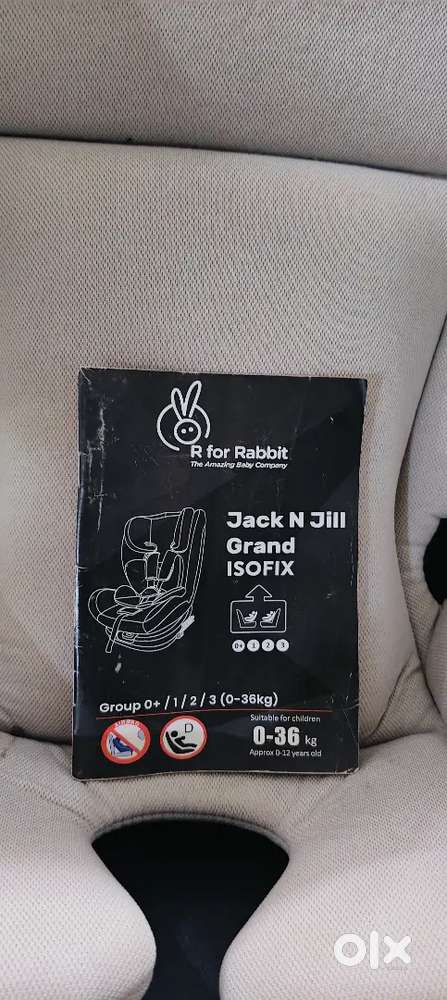 R for Rabbit
The Amazing Baby Company
Jack N Jill
Grand
ISOFIX
0+ 1 2 3
Group 0+ / 1 / 2 / 3 (0-36kg)
AIRBAG
D
Suitable for children
0-36 kg
Approx 0-12 years old
olx